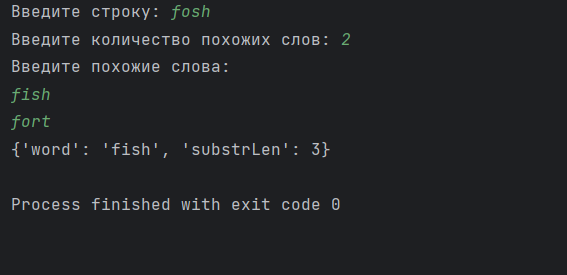 Введите строку: fosh
Введите количество похожих слов: 2
Введите похожие слова:
fish
fort
{'word': 'fish', 'substrLen': 3}
Process finished with exit code 0